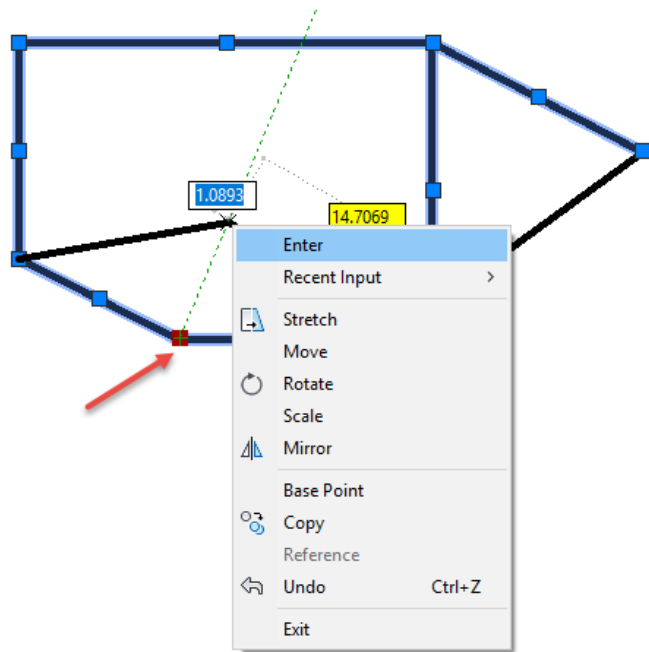 1.0893
14.7069
Enter
Recent Input
Stretch
Move
Rotate
Scale
Mirror
Base Point
Copy
Reference
Undo Ctrl+Z
Exit